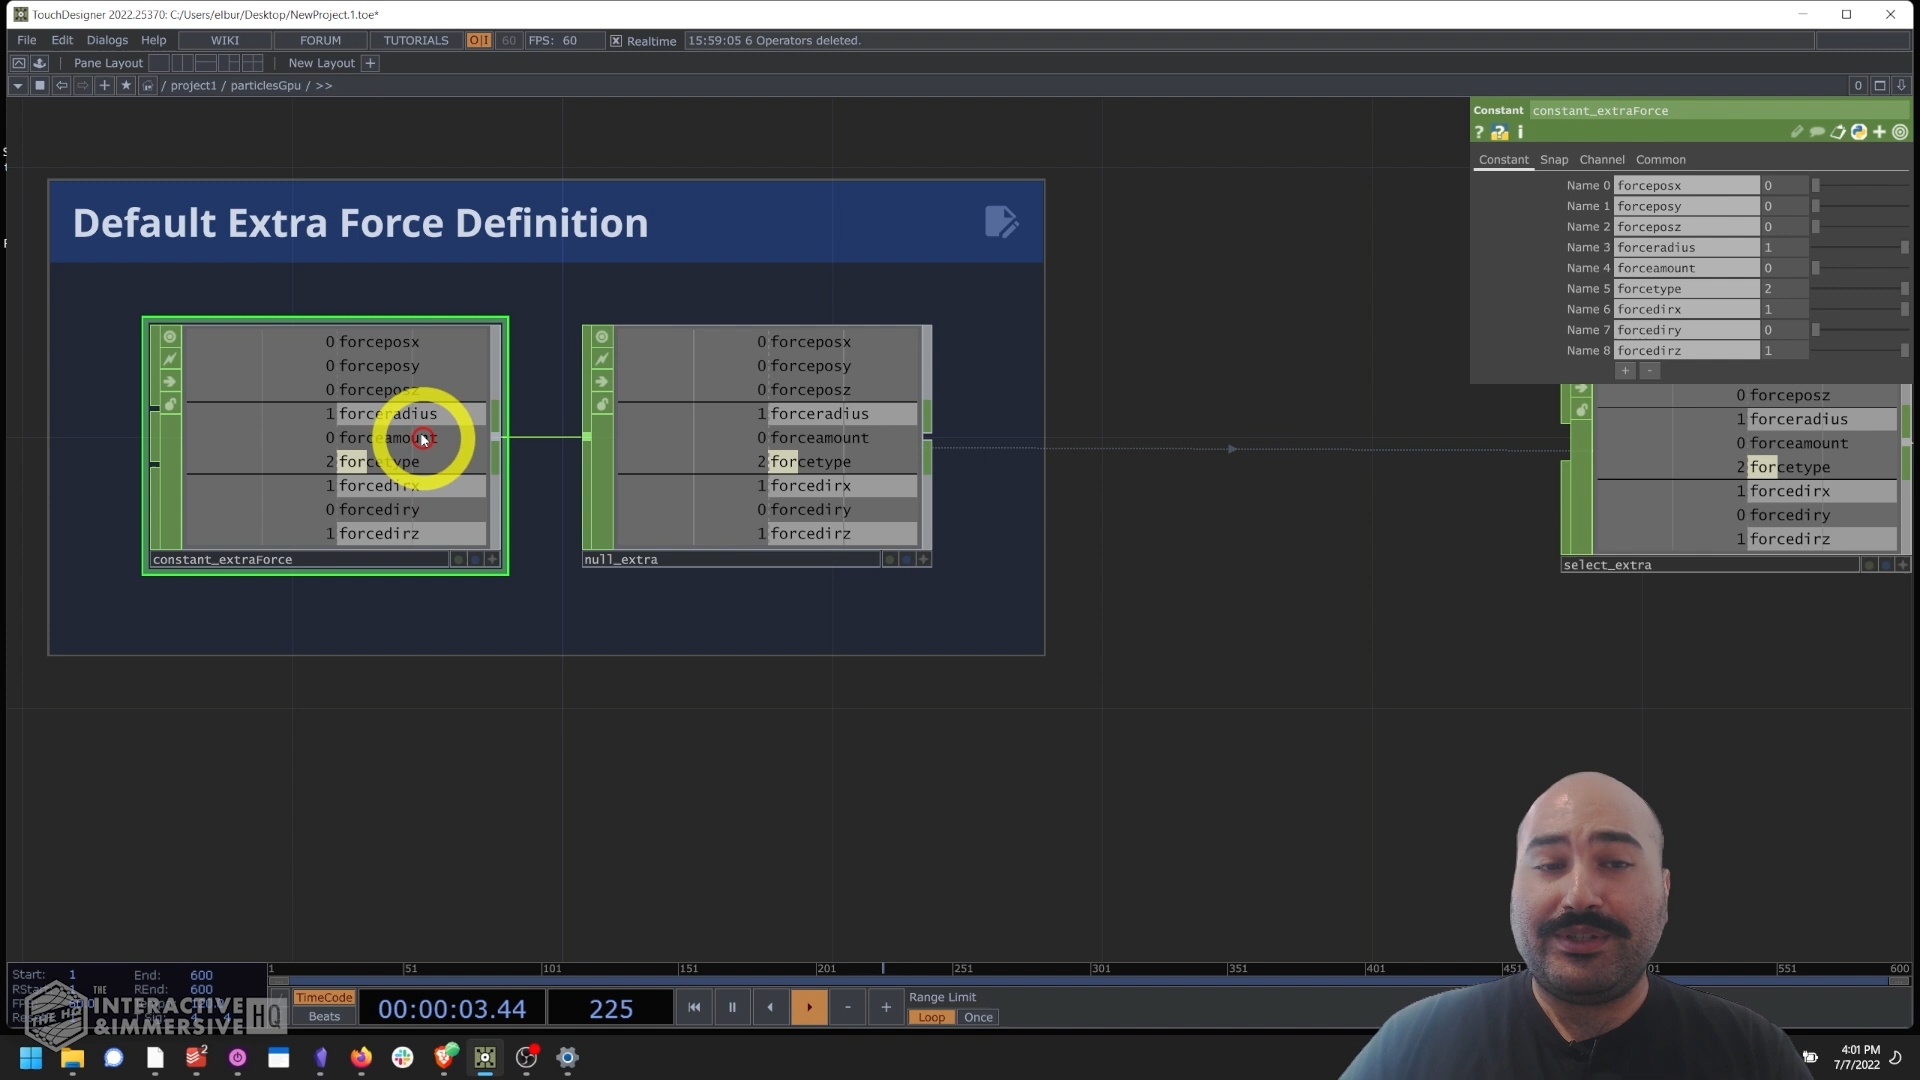 TouchDesigner 2022.25370: C:/Users/elbur/Desktop/NewProject.1.toe*
File Edit Dialogs Help WIKI FORUM TUTORIALS O|I 60 FPS: 60 Realtime 15:59:05 6 Operators deleted.
Pane Layout New Layout +
/ project1 / particlesGpu / >> 0
Constant constant_extraForce
Constant Snap Channel Common
Name 0 forceposx 0
Name 1 forceposy 0
Name 2 forceposz 0
Name 3 forceradius 1
Name 4 forceamount 0
Name 5 forcetype 2
Name 6 forcedirx 1
Name 7 forcediry 0
Name 8 forcedirz 1
+ -
Default Extra Force Definition
0 forceposx
0 forceposy
0 forceposz
1 forceradius
0 forceamount
2 forcetype
1 forcedirx
0 forcediry
1 forcedirz
constant_extraForce
0 forceposx
0 forceposy
0 forceposz
1 forceradius
0 forceamount
2 forcetype
1 forcedirx
0 forcediry
1 forcedirz
null_extra
0 forceposz
1 forceradius
0 forceamount
2 forcetype
1 forcedirx
0 forcediry
1 forcedirz
select_extra
1 51 101 151 201 251 301 351 401 451 551 600
Start: 1 End: 600
REnd: 600
THE
INTERACTIVE
&IMMERSIVE HQ
THE HQ
TimeCode
Beats
00:00:03.44 225
Range Limit
Loop Once
2
4:01 PM
7/7/2022